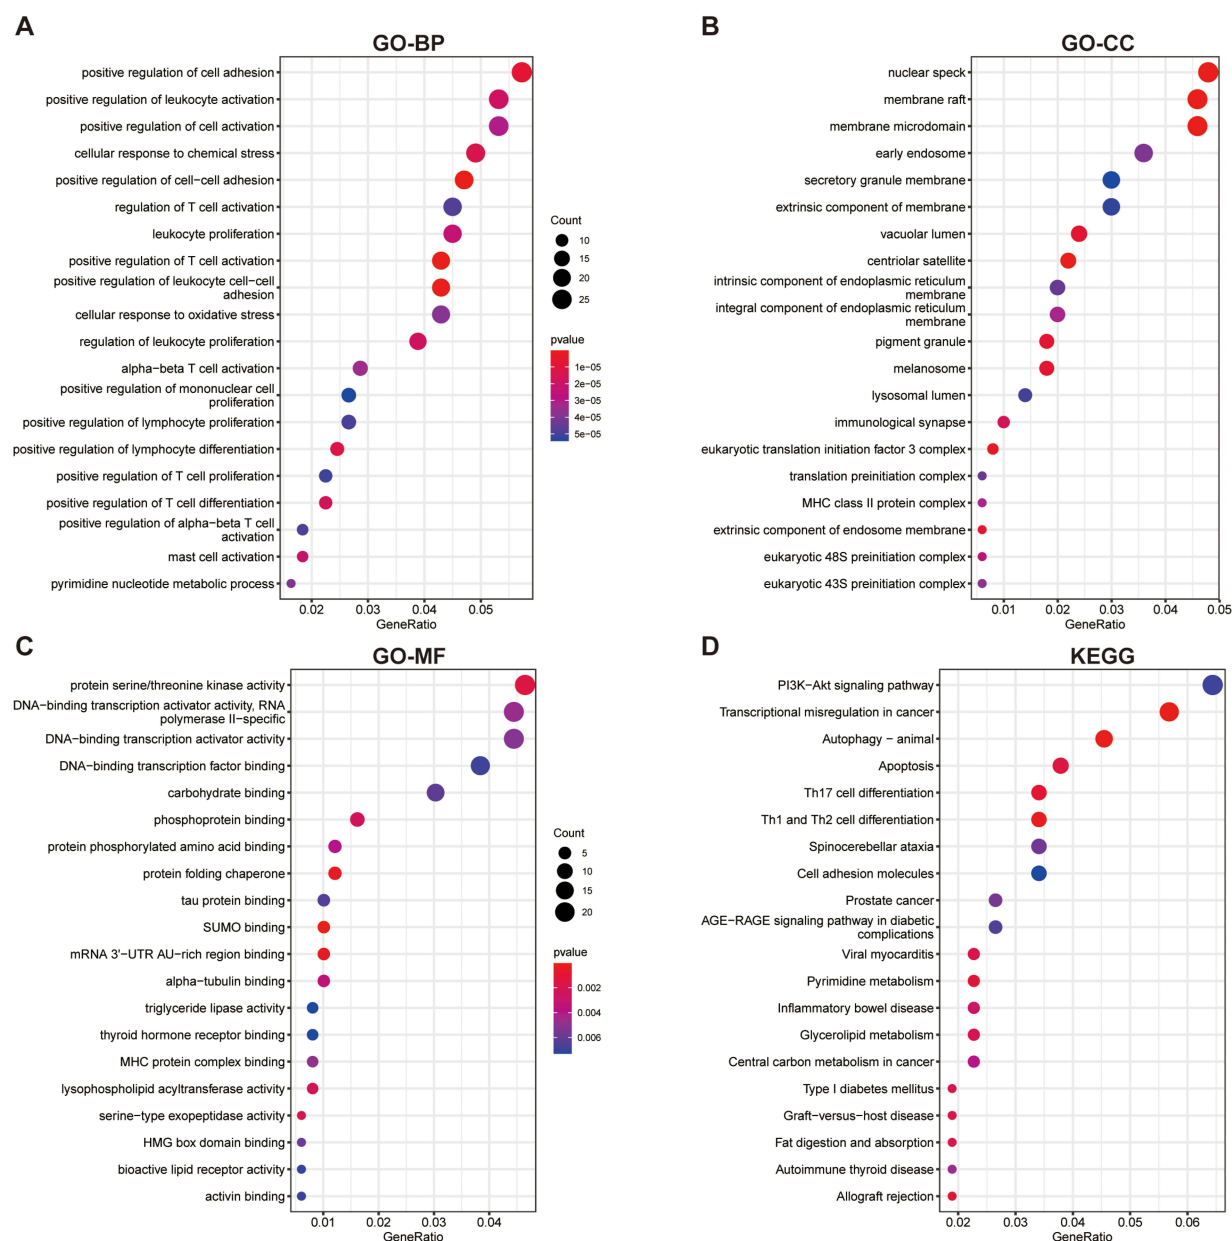 A
GO-BP
positive regulation of cell adhesion
positive regulation of leukocyte activation
positive regulation of cell activation
cellular response to chemical stress
positive regulation of cell−cell adhesion
regulation of T cell activation
leukocyte proliferation
positive regulation of T cell activation
positive regulation of leukocyte cell−cell
adhesion
cellular response to oxidative stress
regulation of leukocyte proliferation
alpha−beta T cell activation
positive regulation of mononuclear cell
proliferation
positive regulation of lymphocyte proliferation
positive regulation of lymphocyte differentiation
positive regulation of T cell proliferation
positive regulation of T cell differentiation
positive regulation of alpha−beta T cell
activation
mast cell activation
pyrimidine nucleotide metabolic process
0.02 0.03 0.04 0.05
GeneRatio
Count
10
15
20
25
pvalue
1e−05
2e−05
3e−05
4e−05
5e−05
B
GO-CC
nuclear speck
membrane raft
membrane microdomain
early endosome
secretory granule membrane
extrinsic component of membrane
vacuolar lumen
centriolar satellite
intrinsic component of endoplasmic reticulum
membrane
integral component of endoplasmic reticulum
membrane
pigment granule
melanosome
lysosomal lumen
immunological synapse
eukaryotic translation initiation factor 3 complex
translation preinitiation complex
MHC class II protein complex
extrinsic component of endosome membrane
eukaryotic 48S preinitiation complex
eukaryotic 43S preinitiation complex
0.01 0.02 0.03 0.04 0.05
GeneRatio
C
GO-MF
protein serine/threonine kinase activity
DNA−binding transcription activator activity, RNA
polymerase II−specific
DNA−binding transcription activator activity
DNA−binding transcription factor binding
carbohydrate binding
phosphoprotein binding
protein phosphorylated amino acid binding
protein folding chaperone
tau protein binding
SUMO binding
mRNA 3'−UTR AU−rich region binding
alpha−tubulin binding
triglyceride lipase activity
thyroid hormone receptor binding
MHC protein complex binding
lysophospholipid acyltransferase activity
serine−type exopeptidase activity
HMG box domain binding
bioactive lipid receptor activity
activin binding
0.01 0.02 0.03 0.04
GeneRatio
Count
5
10
15
20
pvalue
0.002
0.004
0.006
D
KEGG
PI3K−Akt signaling pathway
Transcriptional misregulation in cancer
Autophagy − animal
Apoptosis
Th17 cell differentiation
Th1 and Th2 cell differentiation
Spinocerebellar ataxia
Cell adhesion molecules
Prostate cancer
AGE−RAGE signaling pathway in diabetic
complications
Viral myocarditis
Pyrimidine metabolism
Inflammatory bowel disease
Glycerolipid metabolism
Central carbon metabolism in cancer
Type I diabetes mellitus
Graft−versus−host disease
Fat digestion and absorption
Autoimmune thyroid disease
Allograft rejection
0.02 0.03 0.04 0.05 0.06
GeneRatio